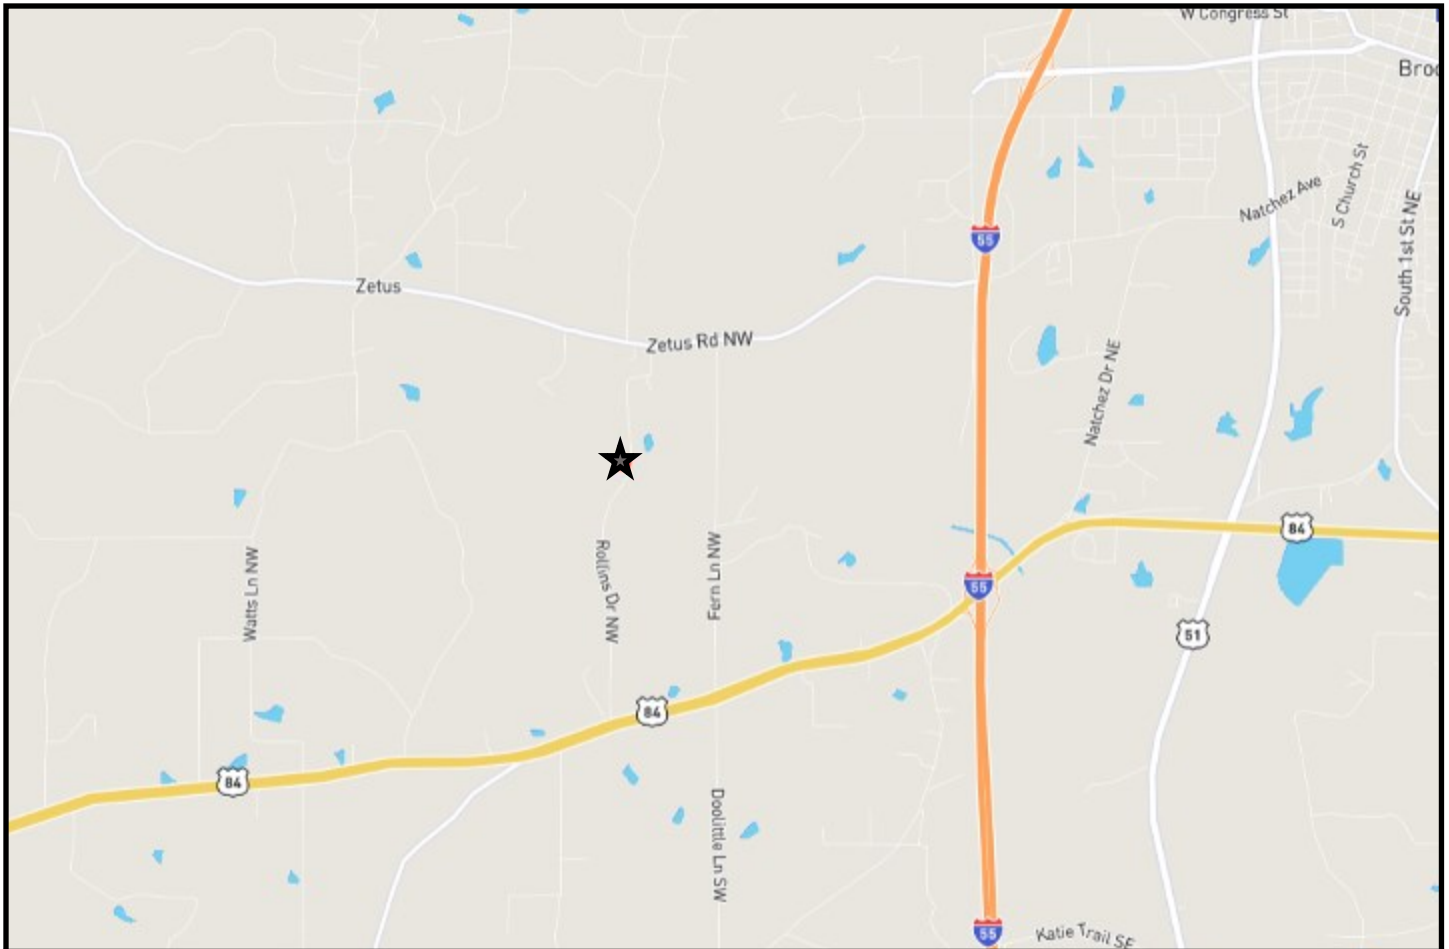 W Congress St
Broo
Natchez Ave
S Church St
South 1st St NE
55
Zetus
Zetus Rd NW
Natchez Dr NE
84
Watts Ln NW
Rollins Dr NW
Fern Ln NW
55
51
84
84
Doolittle Ln SW
55
Katie Trail SE